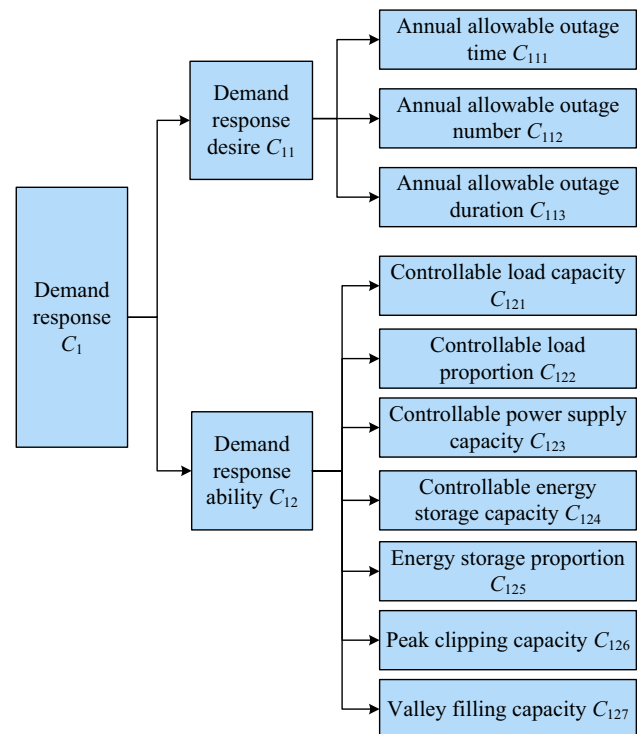 Demand
response
C₁
Demand
response
desire C₁₁
Annual allowable outage
time C₁₁₁
Annual allowable outage
number C₁₁₂
Annual allowable outage
duration C₁₁₃
Demand
response
ability C₁₂
Controllable load capacity
C₁₂₁
Controllable load
proportion C₁₂₂
Controllable power supply
capacity C₁₂₃
Controllable energy
storage capacity C₁₂₄
Energy storage proportion
C₁₂₅
Peak clipping capacity C₁₂₆
Valley filling capacity C₁₂₇